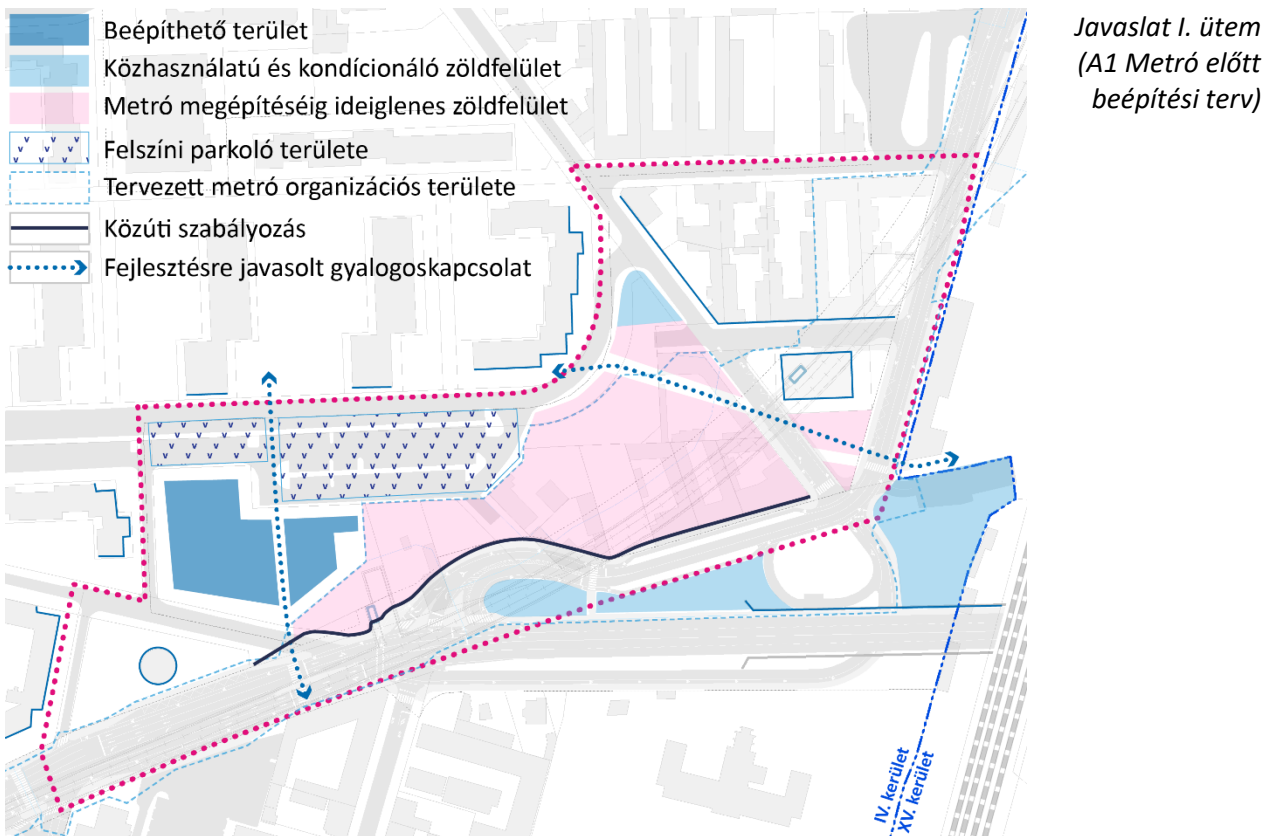 Beépíthető terület
Közhasználatú és kondícionáló zöldfelület
Metró megépítéséig ideiglenes zöldfelület
Felszíni parkoló területe
Tervezett metró organizációs területe
Közúti szabályozás
Fejlesztésre javasolt gyalogoskapcsolat
Javaslat I. ütem
(A1 Metró előtt
beépítési terv)
IV. kerület
XV. kerület